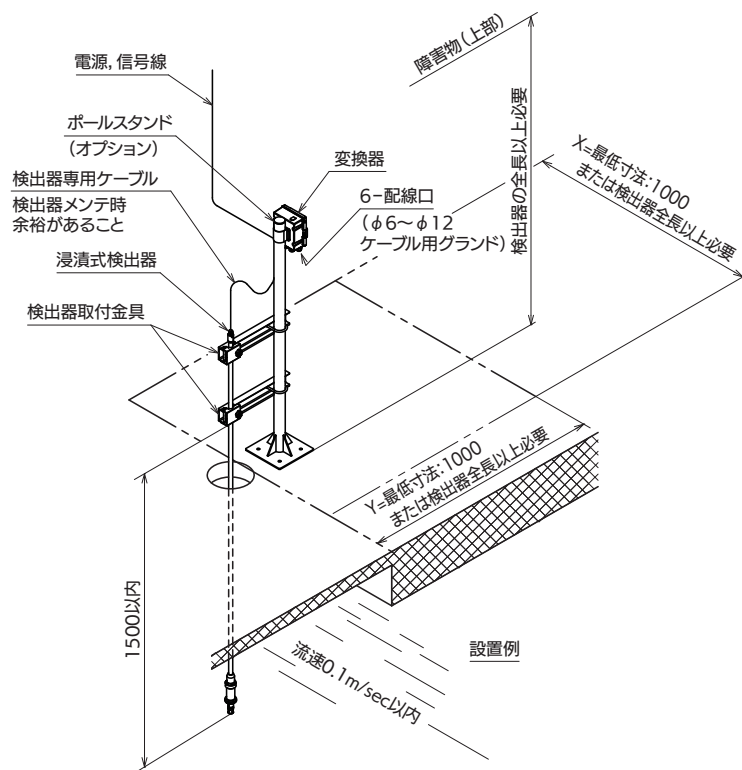 障害物(上部)
電源,信号線
検出器の全長以上必要
ポールスタンド
(オプション)
変換器
X=最低寸法:1000
または検出器全長以上必要
検出器専用ケーブル
検出器メンテ時
余裕があること
6-配線口
(φ6〜φ12
ケーブル用グランド)
浸漬式検出器
検出器取付金具
Y=最低寸法:1000
または検出器全長以上必要
1500以内
設置例
流速0.1m/sec以内